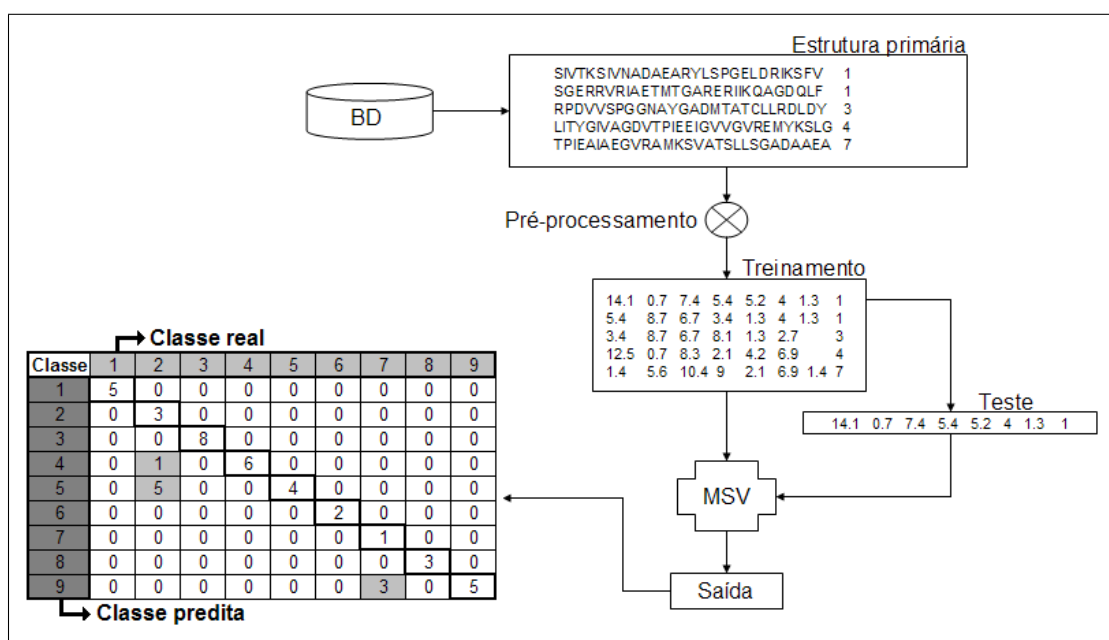 Estrutura primária
SIVTKSIVNADAEARYLSPGELDRIKSFV 1
SGERRVRIAETMTGARERIIKQAGDQLF 1
RPDVVSPGGNAYGADMTATCLLRDLDY 3
LITYGIVAGDVTPIEEIGVVGVREMYKSLG 4
TPIEAIAEGVRAMKSVATSLLSGADAAEA 7
BD
Pré-processamento
Treinamento
14.1 0.7 7.4 5.4 5.2 4 1.3 1
5.4 8.7 6.7 3.4 1.3 4 1.3 1
3.4 8.7 6.7 8.1 1.3 2.7 3
12.5 0.7 8.3 2.1 4.2 6.9 4
1.4 5.6 10.4 9 2.1 6.9 1.4 7
Teste
14.1 0.7 7.4 5.4 5.2 4 1.3 1
MSV
Saída
Classe real
Classe 1 2 3 4 5 6 7 8 9
1 5 0 0 0 0 0 0 0 0
2 0 3 0 0 0 0 0 0 0
3 0 0 8 0 0 0 0 0 0
4 0 1 0 6 0 0 0 0 0
5 0 5 0 0 4 0 0 0 0
6 0 0 0 0 0 2 0 0 0
7 0 0 0 0 0 0 1 0 0
8 0 0 0 0 0 0 0 3 0
9 0 0 0 0 0 0 3 0 5
Classe predita